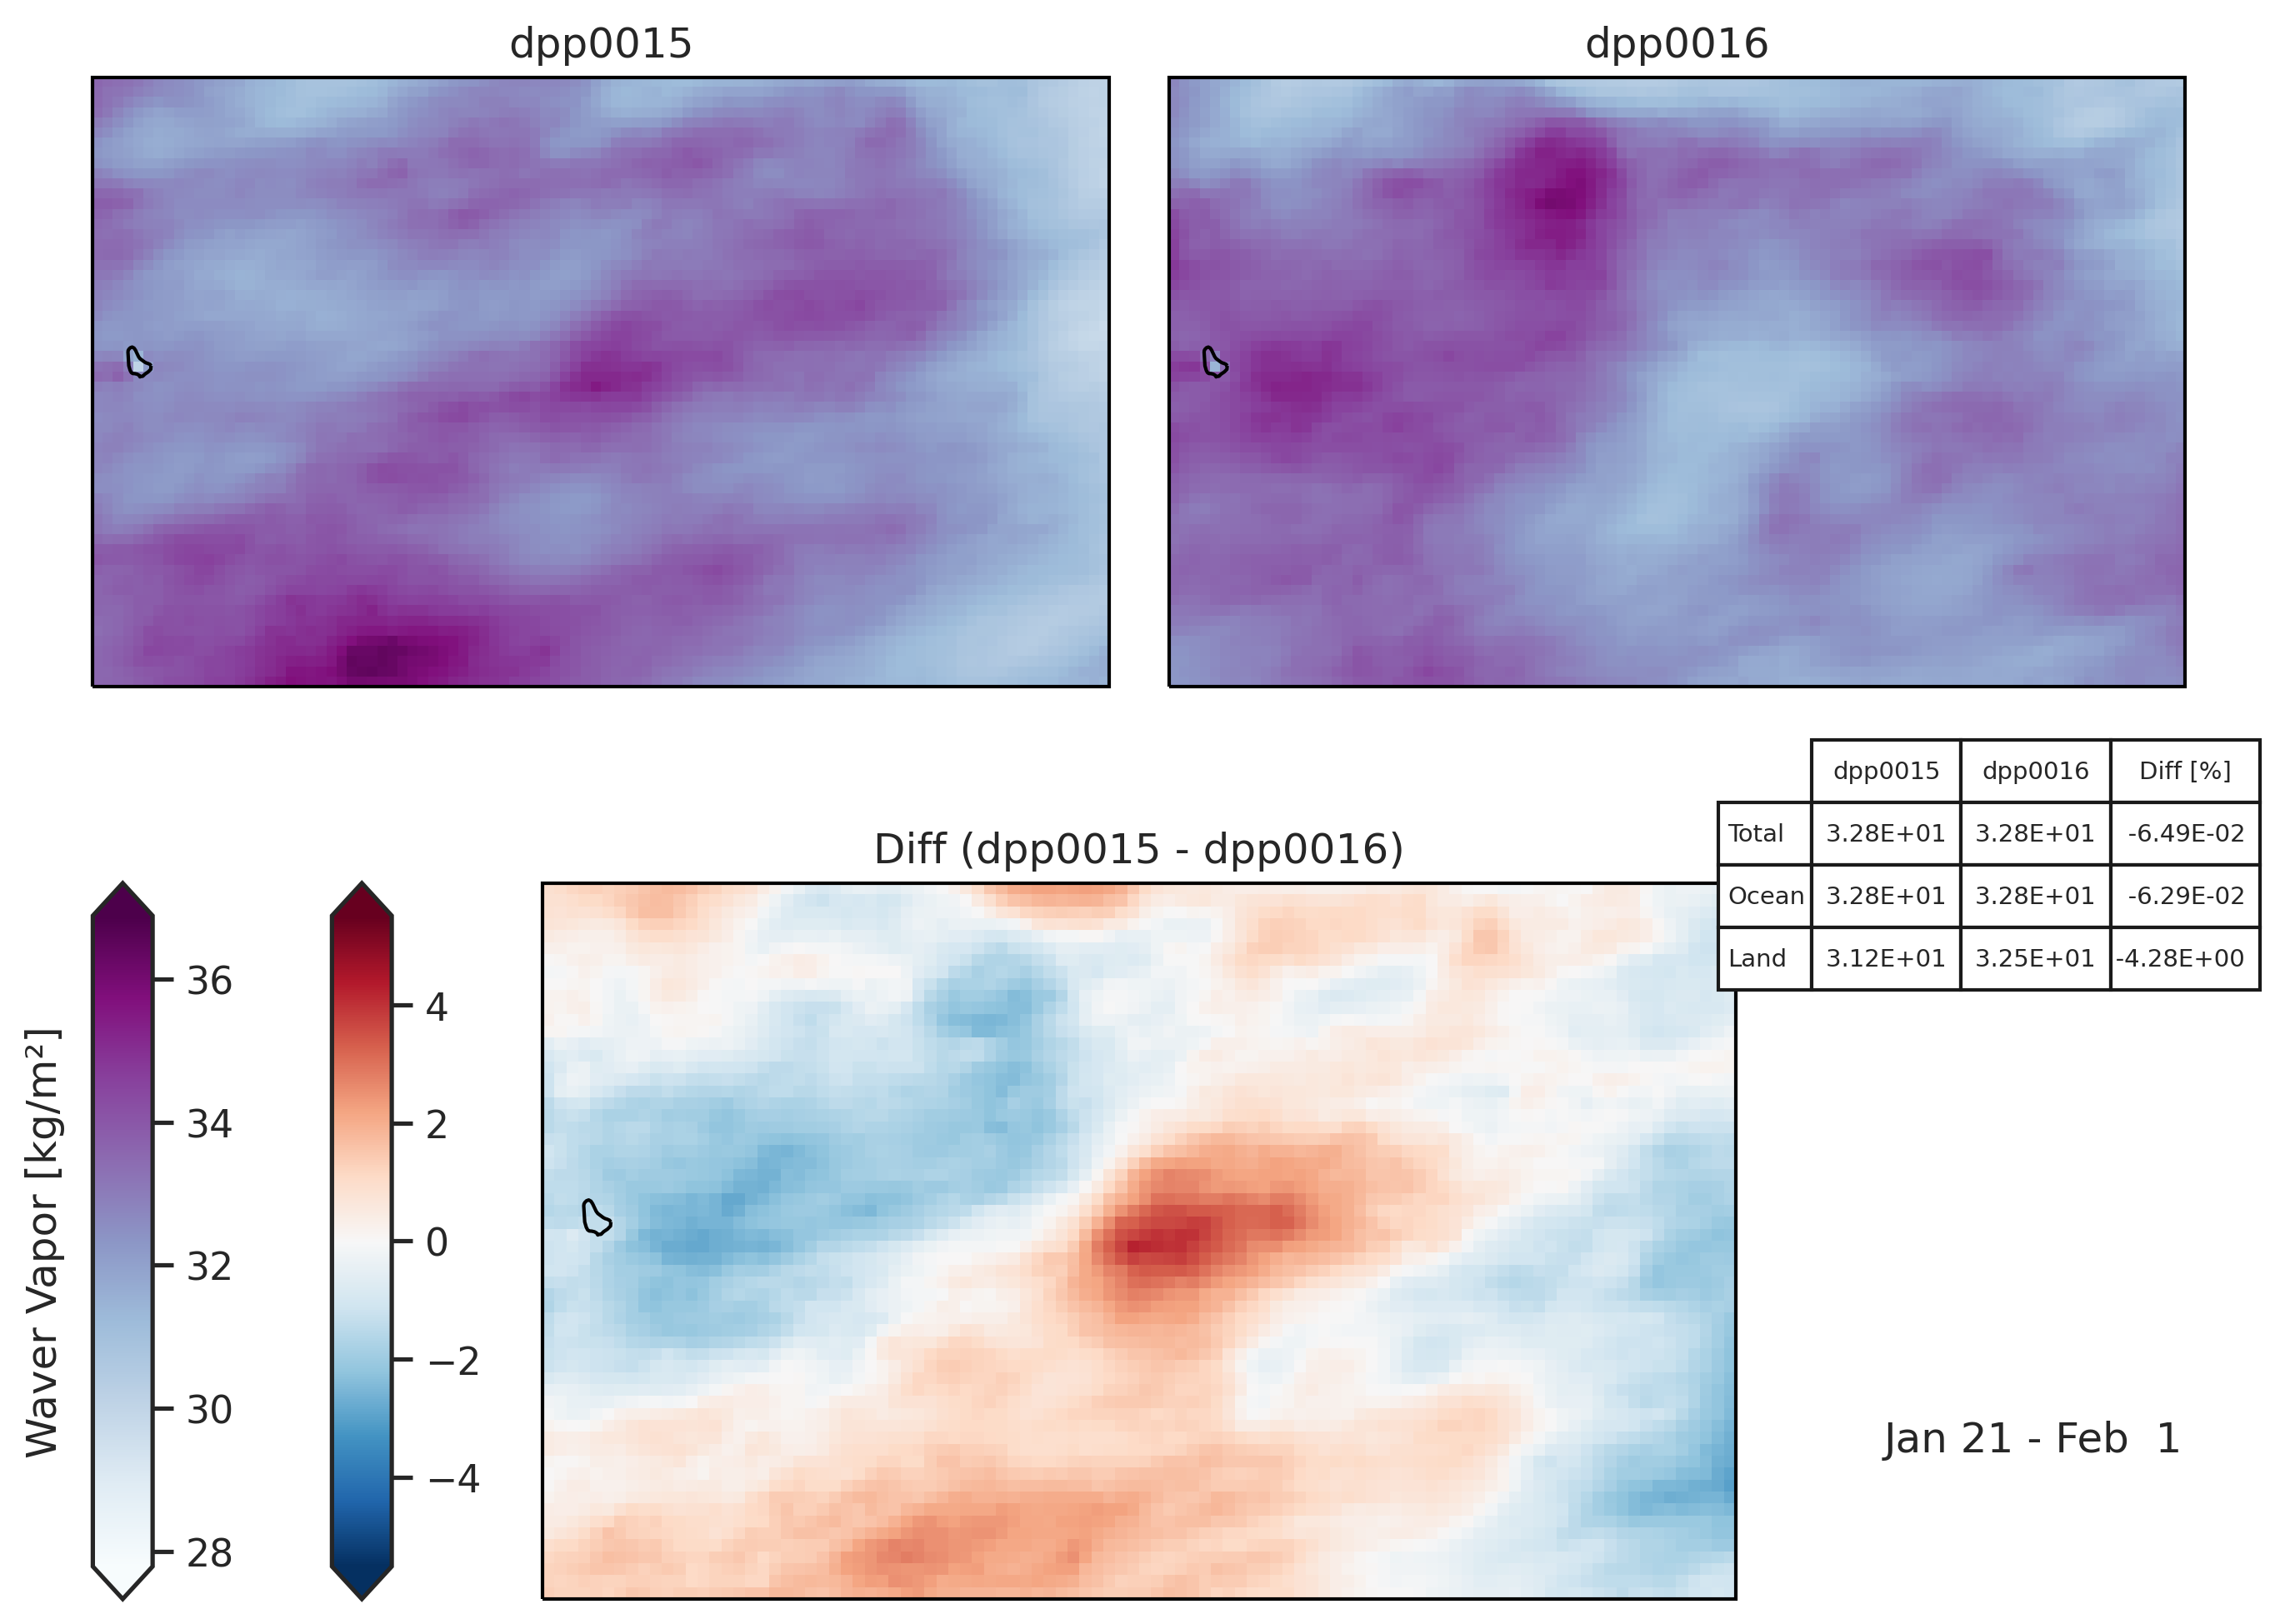 dpp0015
dpp0016
dpp0015 dpp0016 Diff [%]
Total 3.28E+01 3.28E+01 -6.49E-02
Ocean 3.28E+01 3.28E+01 -6.29E-02
Land 3.12E+01 3.25E+01 -4.28E+00
Diff (dpp0015 - dpp0016)
Waver Vapor [kg/m²]
36
34
32
30
28
4
2
0
−2
−4
Jan 21 - Feb  1